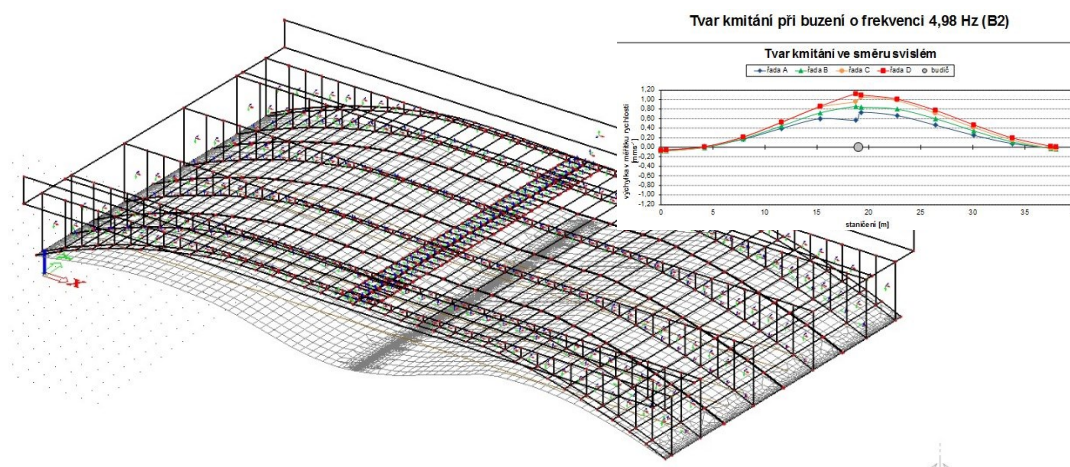 Tvar kmitání při buzení o frekvenci 4,98 Hz (B2)
Tvar kmitání ve směru svislém
řada A řada B řada C řada D budič
1,20
1,00
0,80
0,60
0,40
0,20
0,00
-0,20
-0,40
-0,60
-0,80
-1,00
-1,20
výchylka v měřítku rychlosti
[mms⁻¹]
0 5 10 15 20 25 30 35
staničení [m]